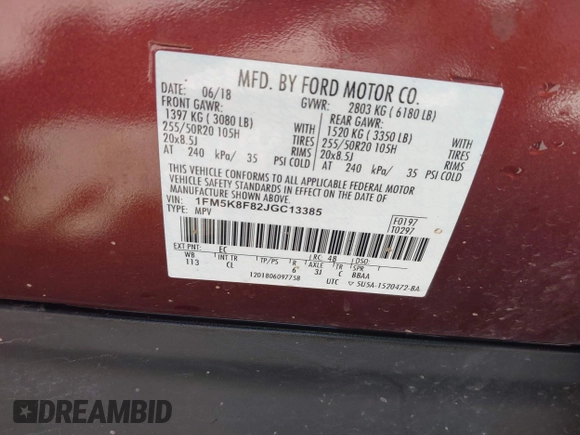 MFD. BY FORD MOTOR CO.
DATE: 06/18 GVWR: 2803 KG ( 6180 LB)
FRONT GAWR: REAR GAWR:
1397 KG ( 3080 LB) 1520 KG ( 3350 LB)
255/50R20 105H WITH 255/50R20 105H WITH
20x8.5J RIMS 20x8.5J RIMS
AT 240 kPa/ 35 PSI COLD AT 240 kPa/ 35 PSI COLD
THIS VEHICLE CONFORMS TO ALL APPLICABLE FEDERAL MOTOR
VEHICLE SAFETY STANDARDS IN EFFECT ON THE DATE OF
MANUFACTURE SHOWN ABOVE.
VIN: 1FM5K8F82JGC13385
TYPE: MPV
F0197
T0297
EXT PNT: EC RC: 48 DSO:
WB INT TR TP/PS R AXLE TR SPR
113 CL 6 3J C BBAA
1201806097758 UTC 5U5A-1520472-BA
DREAMBID